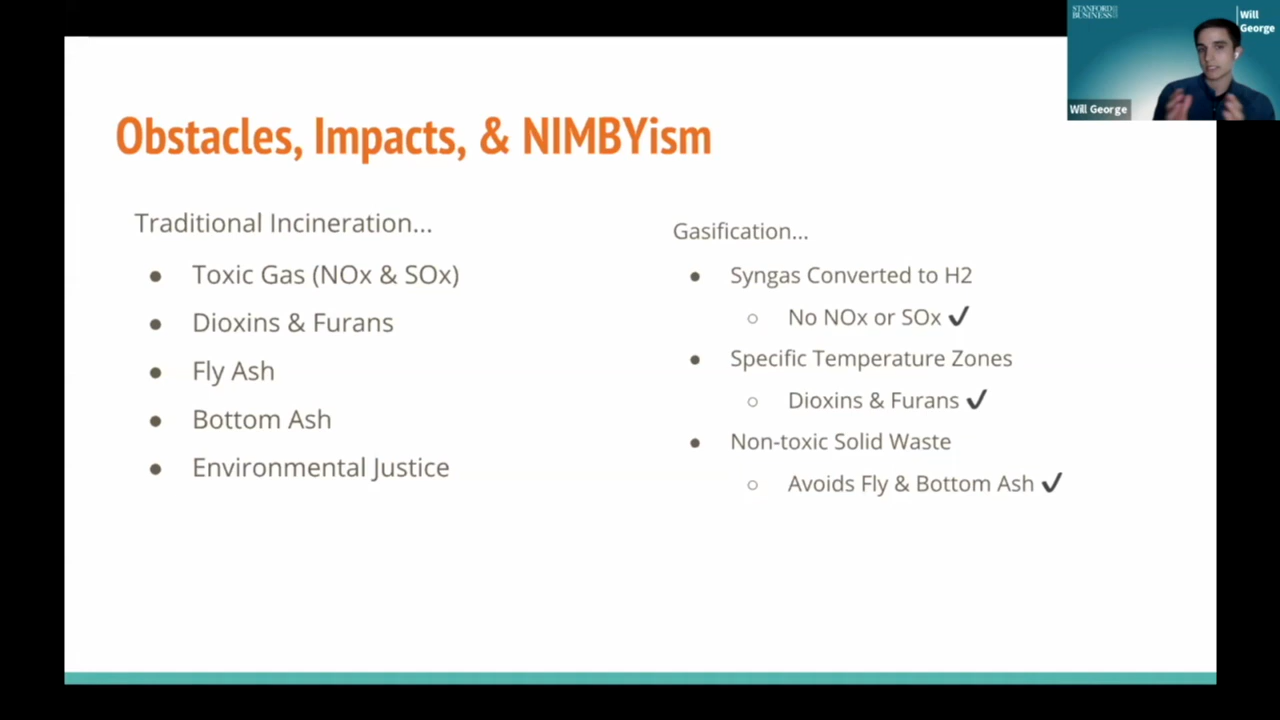 STANFORD
BUSINESS
Will
George
Will George
Obstacles, Impacts, & NIMBYism
Traditional Incineration...
● Toxic Gas (NOx & SOx)
● Dioxins & Furans
● Fly Ash
● Bottom Ash
● Environmental Justice
Gasification...
● Syngas Converted to H2
○ No NOx or SOx ✔
● Specific Temperature Zones
○ Dioxins & Furans ✔
● Non-toxic Solid Waste
○ Avoids Fly & Bottom Ash ✔